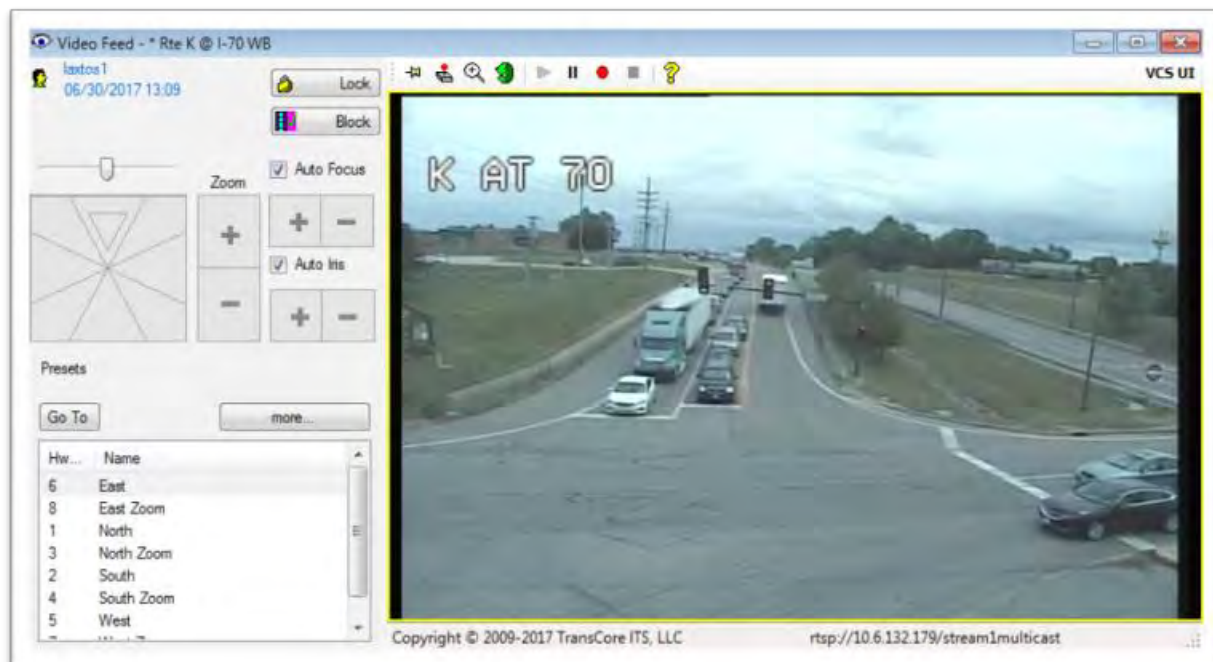 Video Feed - * Rte K @ I-70 WB
laxtos1
06/30/2017 13:09
Lock
Block
VCS UI
Zoom
Auto Focus
Auto Iris
Presets
Go To
more...
Hw... Name
6 East
8 East Zoom
1 North
3 North Zoom
2 South
4 South Zoom
5 West
K AT 70
Copyright © 2009-2017 TransCore ITS, LLC
rtsp://10.6.132.179/stream1multicast